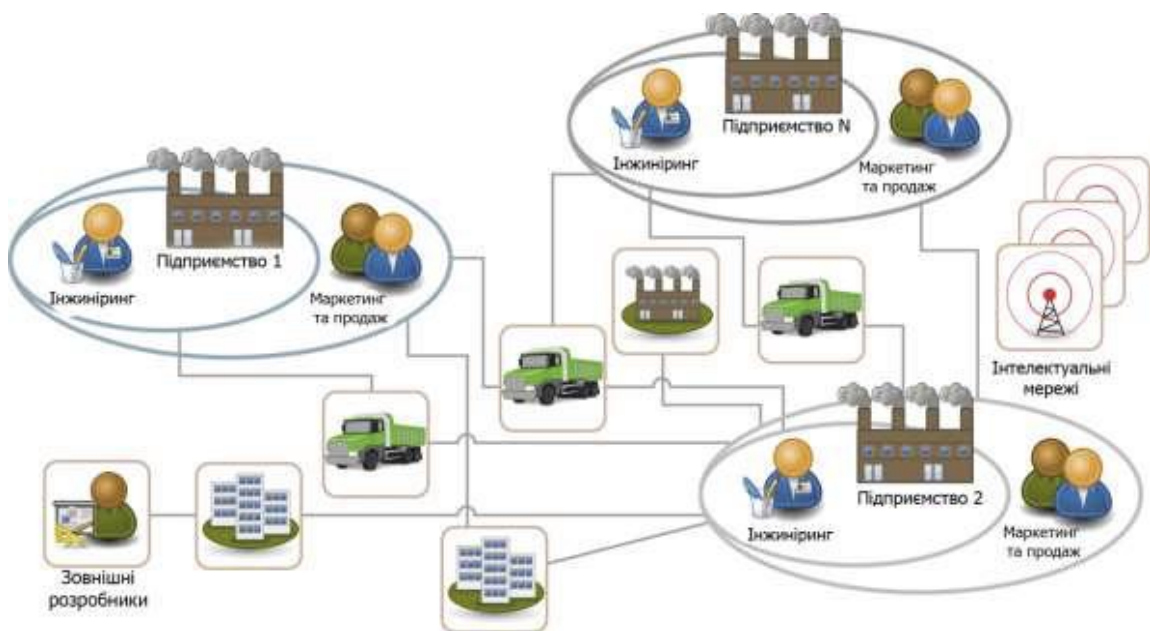 Підприємство N
Інжиніринг
Маркетинг
та продаж
Підприємство 1
Інжиніринг
Маркетинг
та продаж
Інтелектуальні
мережі
Підприємство 2
Інжиніринг
Маркетинг
та продаж
Зовнішні
розробники